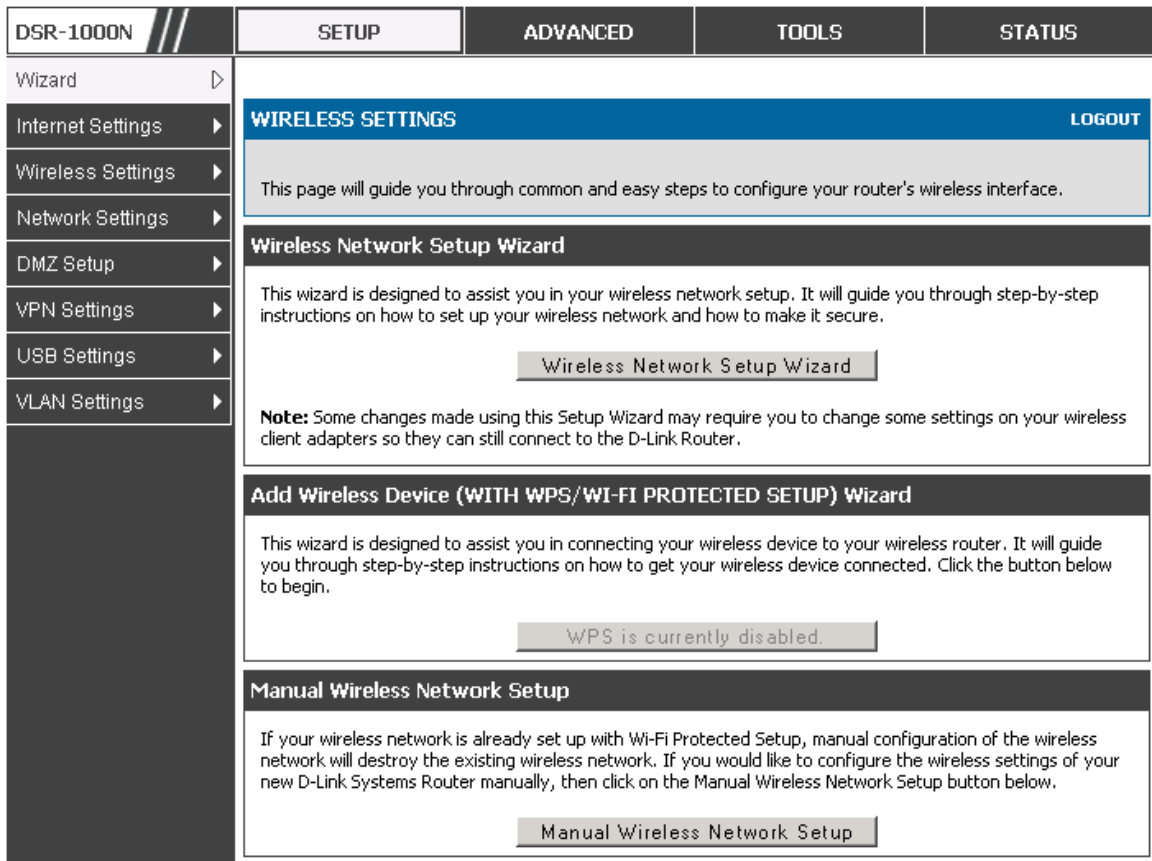 DSR-1000N
SETUP
ADVANCED
TOOLS
STATUS
Wizard
Internet Settings
Wireless Settings
Network Settings
DMZ Setup
VPN Settings
USB Settings
VLAN Settings
WIRELESS SETTINGS
LOGOUT
This page will guide you through common and easy steps to configure your router's wireless interface.
Wireless Network Setup Wizard
This wizard is designed to assist you in your wireless network setup. It will guide you through step-by-step
instructions on how to set up your wireless network and how to make it secure.
Wireless Network Setup Wizard
Note: Some changes made using this Setup Wizard may require you to change some settings on your wireless
client adapters so they can still connect to the D-Link Router.
Add Wireless Device (WITH WPS/WI-FI PROTECTED SETUP) Wizard
This wizard is designed to assist you in connecting your wireless device to your wireless router. It will guide
you through step-by-step instructions on how to get your wireless device connected. Click the button below
to begin.
WPS is currently disabled.
Manual Wireless Network Setup
If your wireless network is already set up with Wi-Fi Protected Setup, manual configuration of the wireless
network will destroy the existing wireless network. If you would like to configure the wireless settings of your
new D-Link Systems Router manually, then click on the Manual Wireless Network Setup button below.
Manual Wireless Network Setup